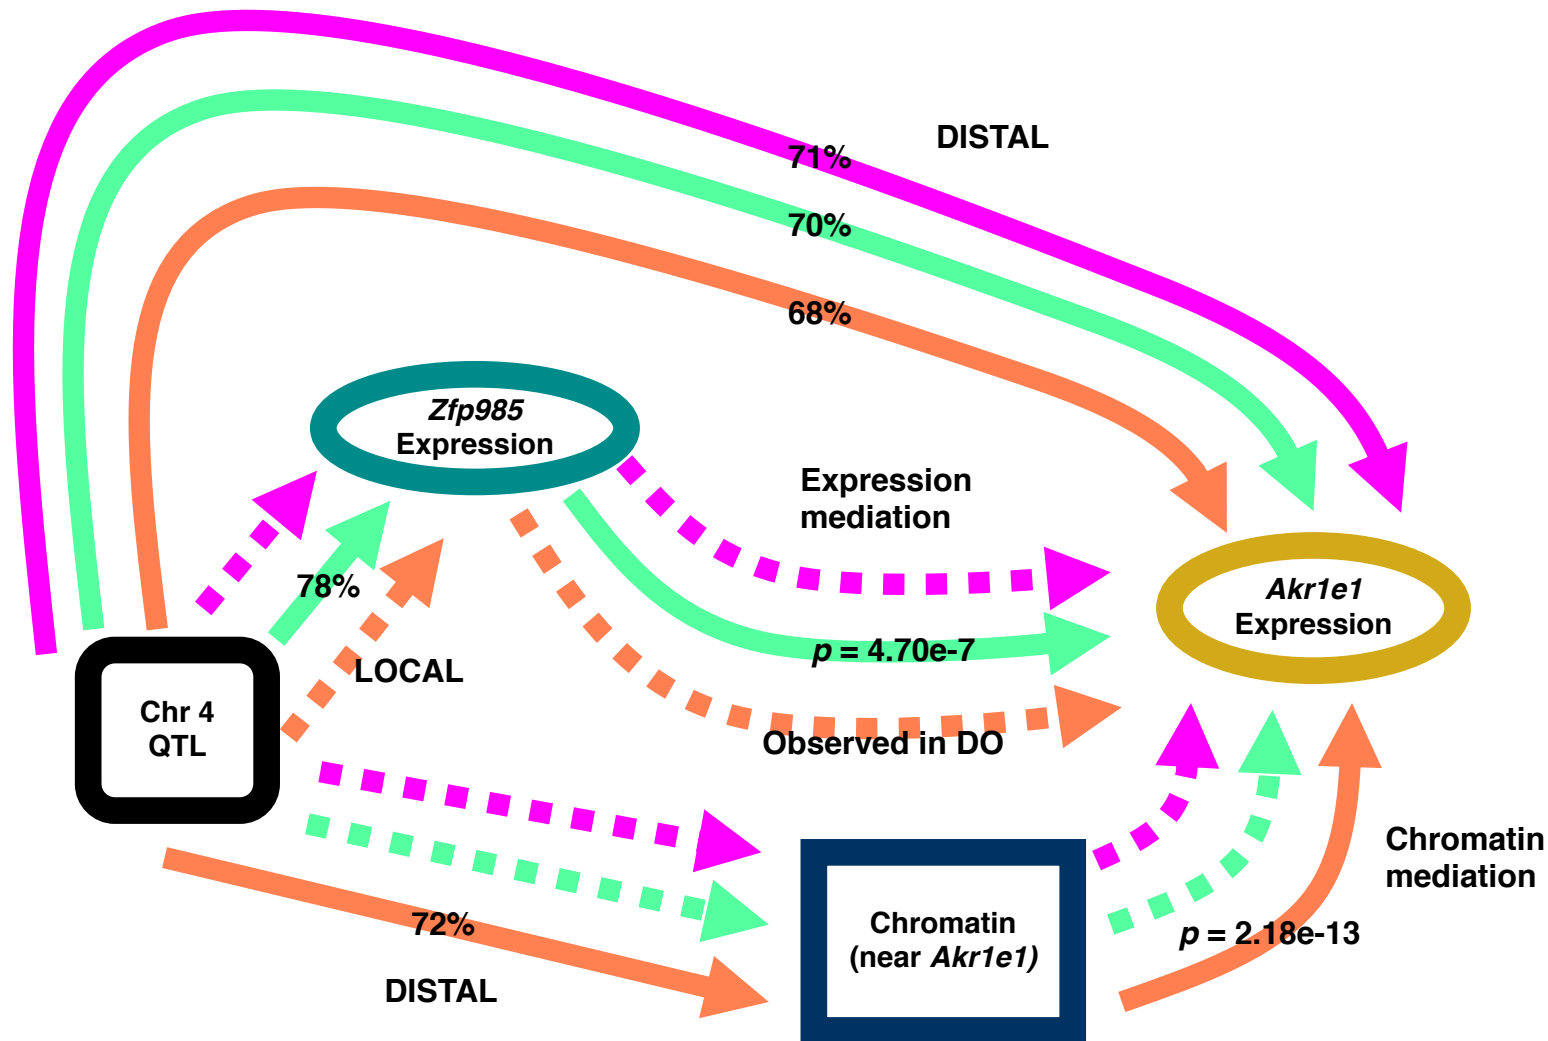 DISTAL
71%
70%
68%
Zfp985
Expression
Expression
mediation
78%
Akr1e1
Expression
p = 4.70e-7
LOCAL
Chr 4
QTL
Observed in DO
Chromatin
mediation
72%
Chromatin
(near Akr1e1)
p = 2.18e-13
DISTAL